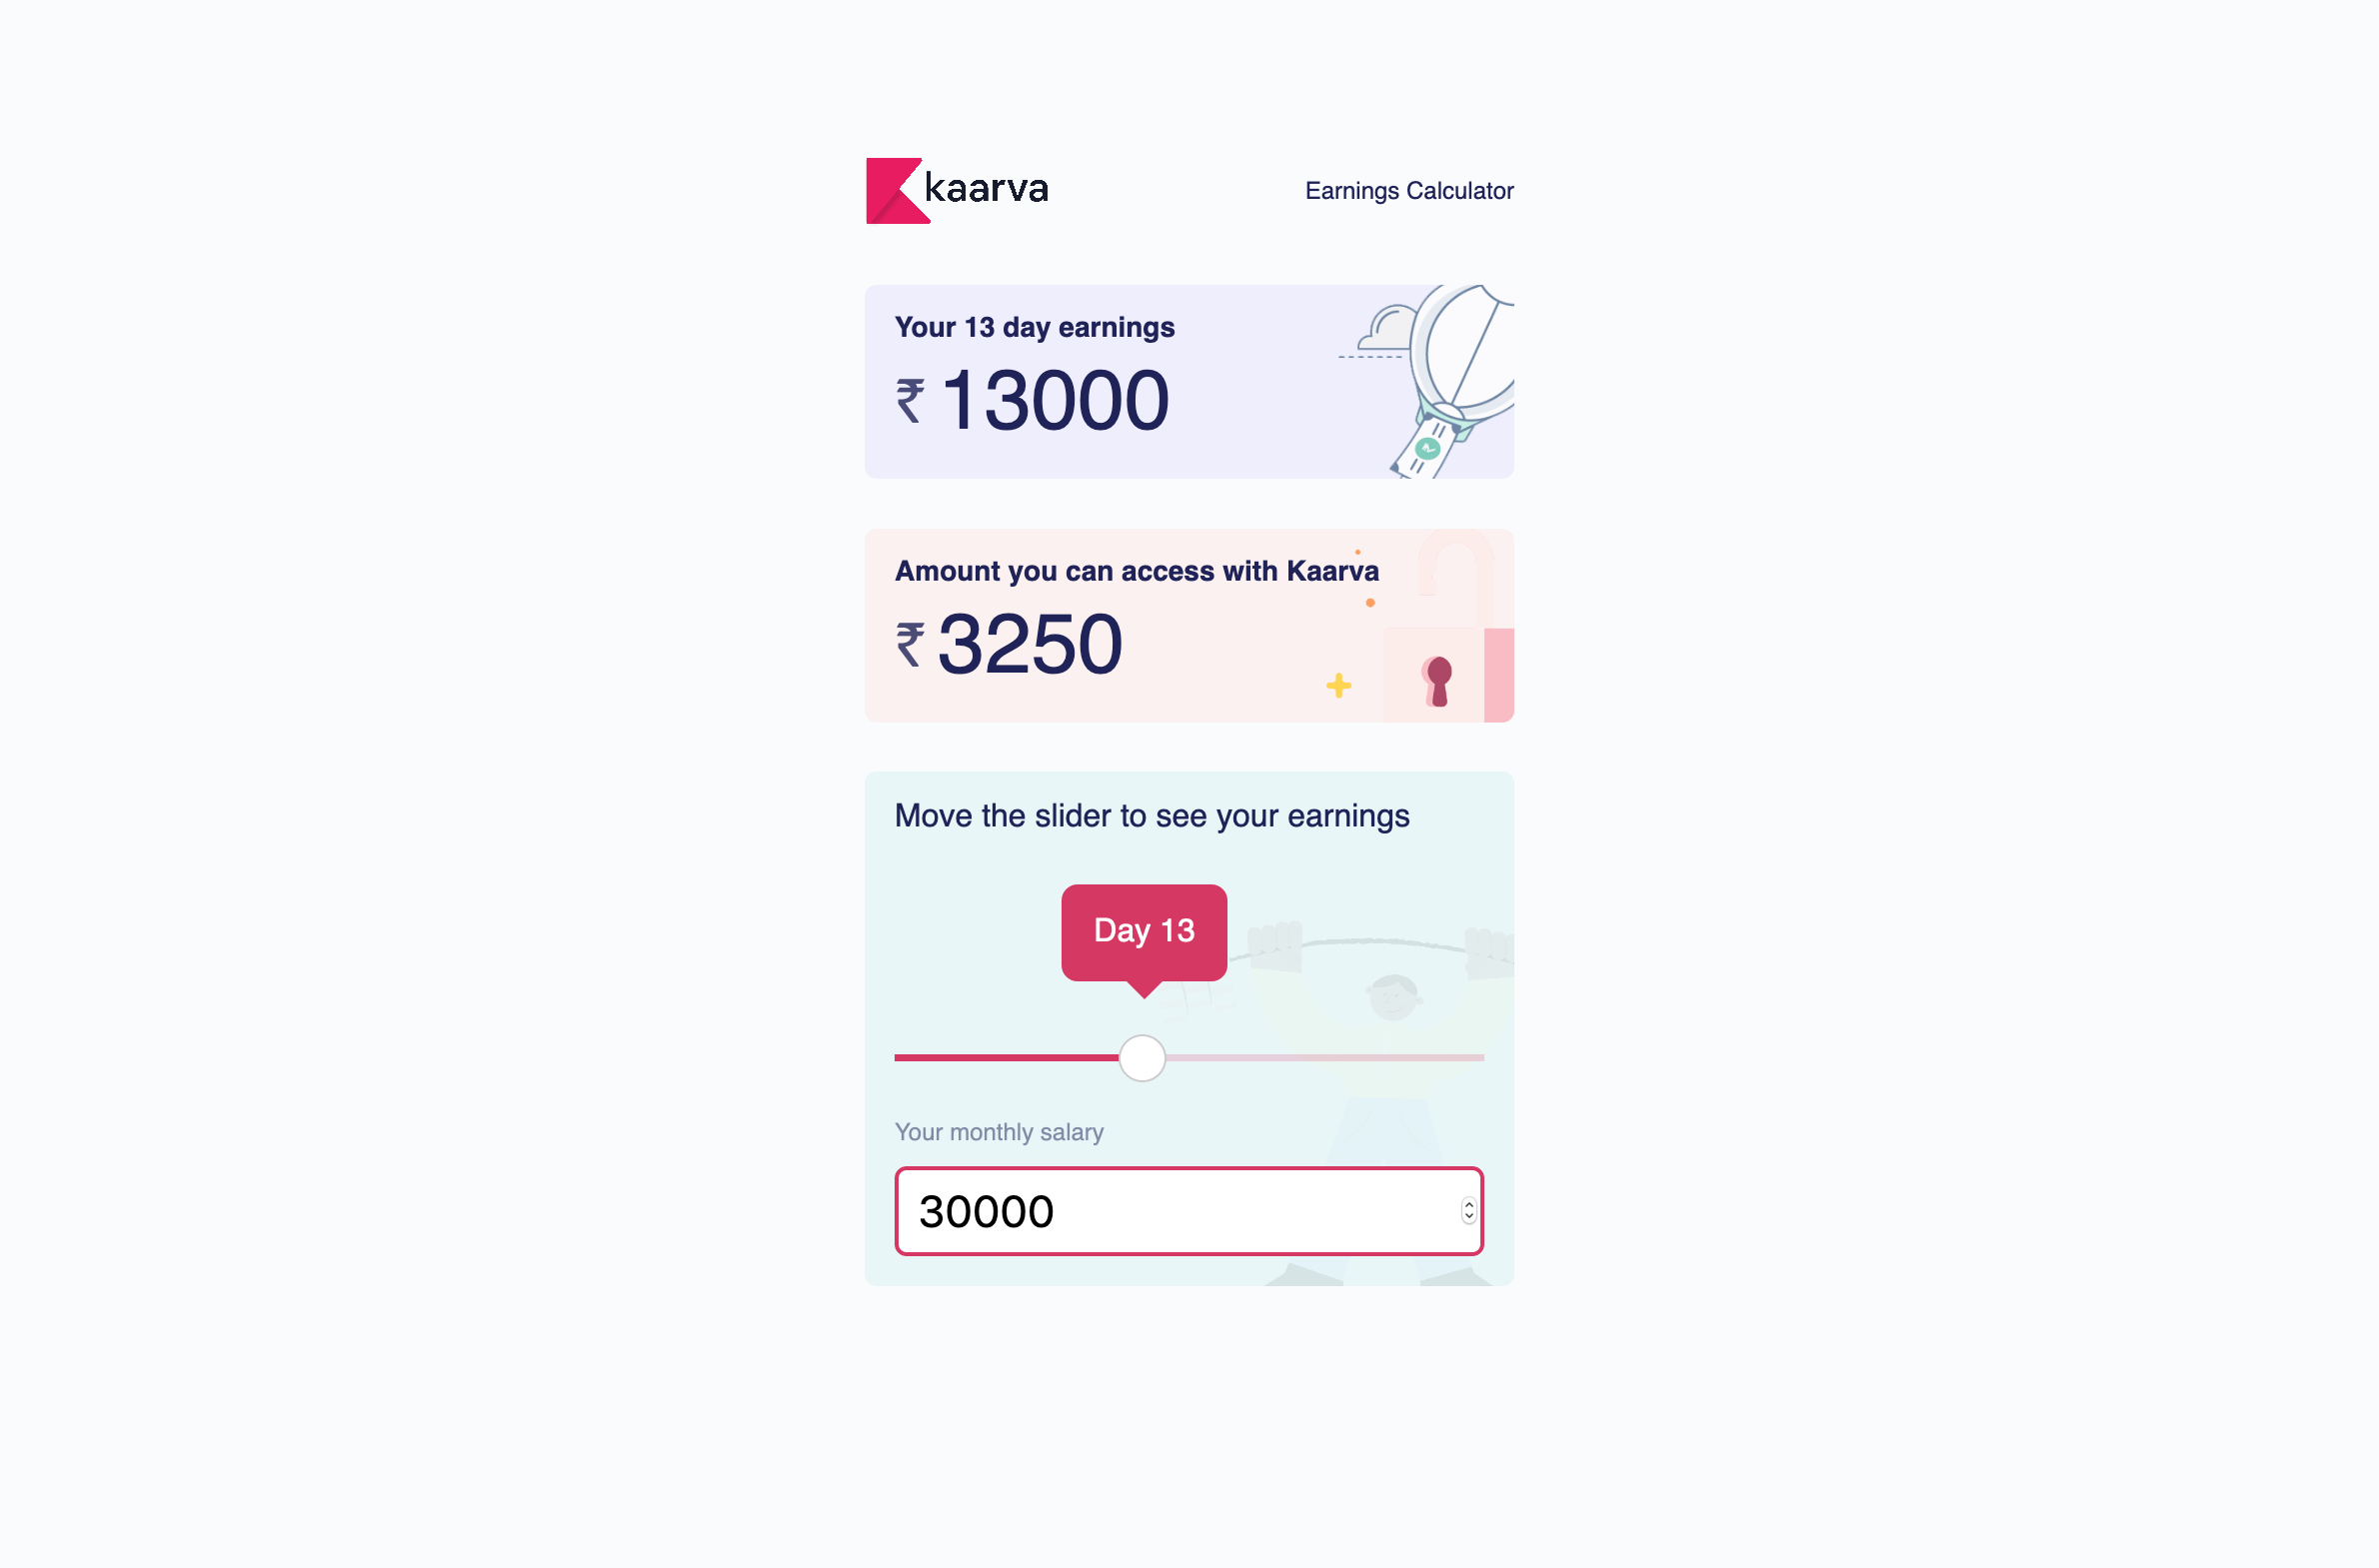 kaarva
Earnings Calculator
Your 13 day earnings
₹ 13000
Amount you can access with Kaarva
₹ 3250
Move the slider to see your earnings
Day 13
Your monthly salary
30000